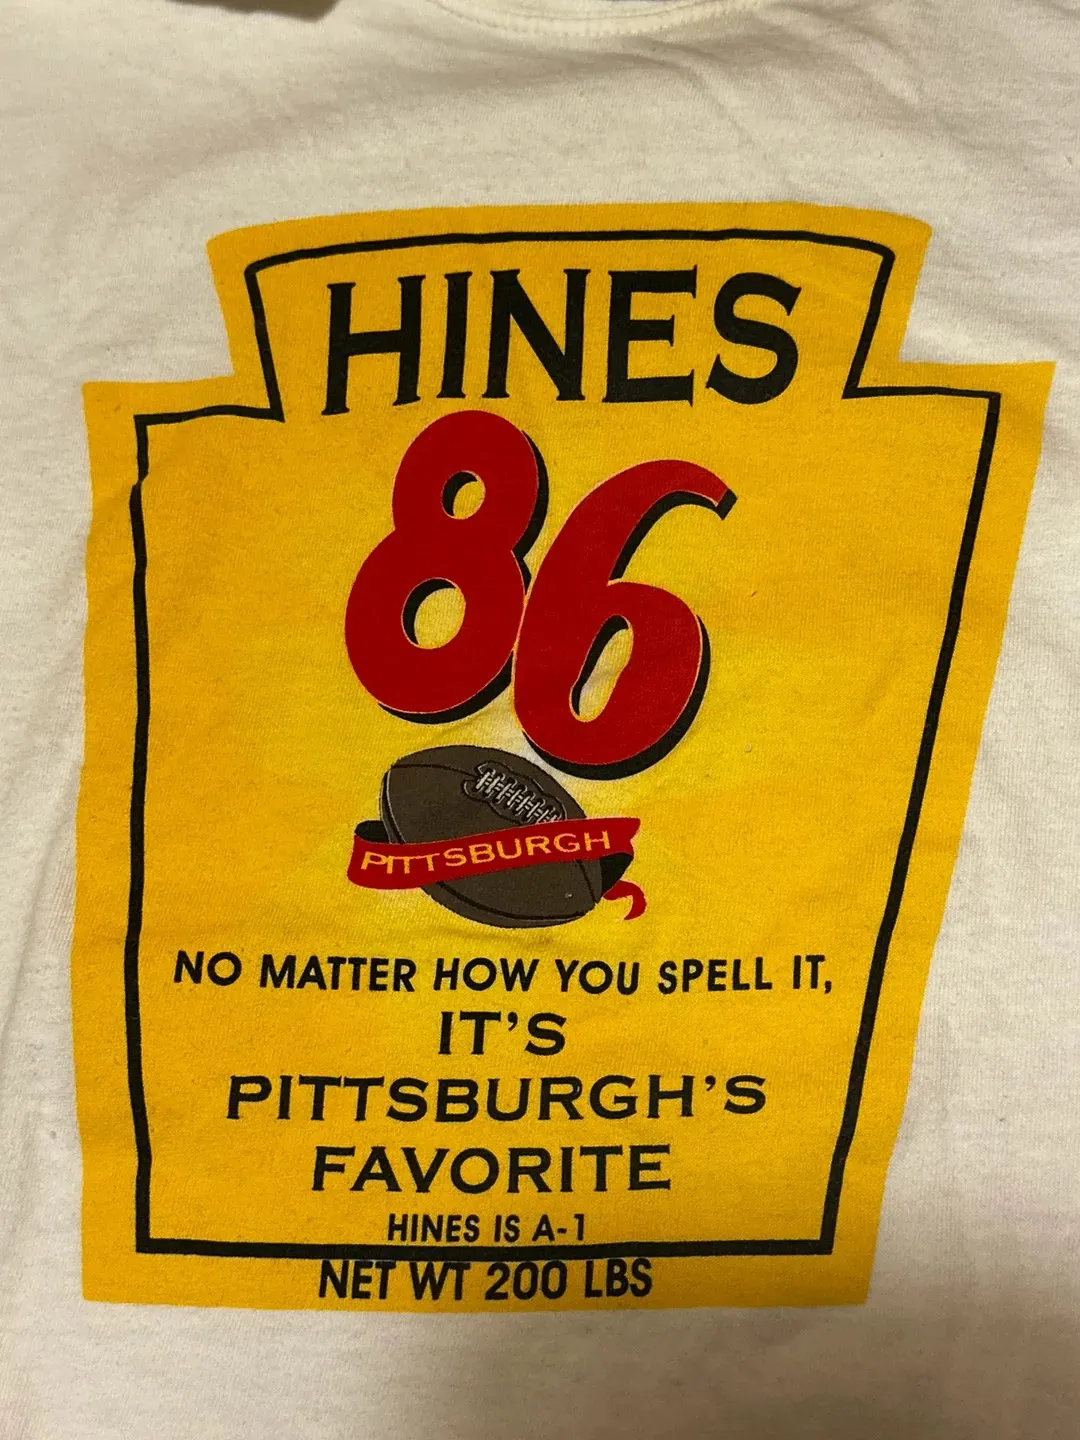 HINES
86
PITTSBURGH
NO MATTER HOW YOU SPELL IT,
IT'S
PITTSBURGH'S
FAVORITE
HINES IS A-1
NET WT 200 LBS